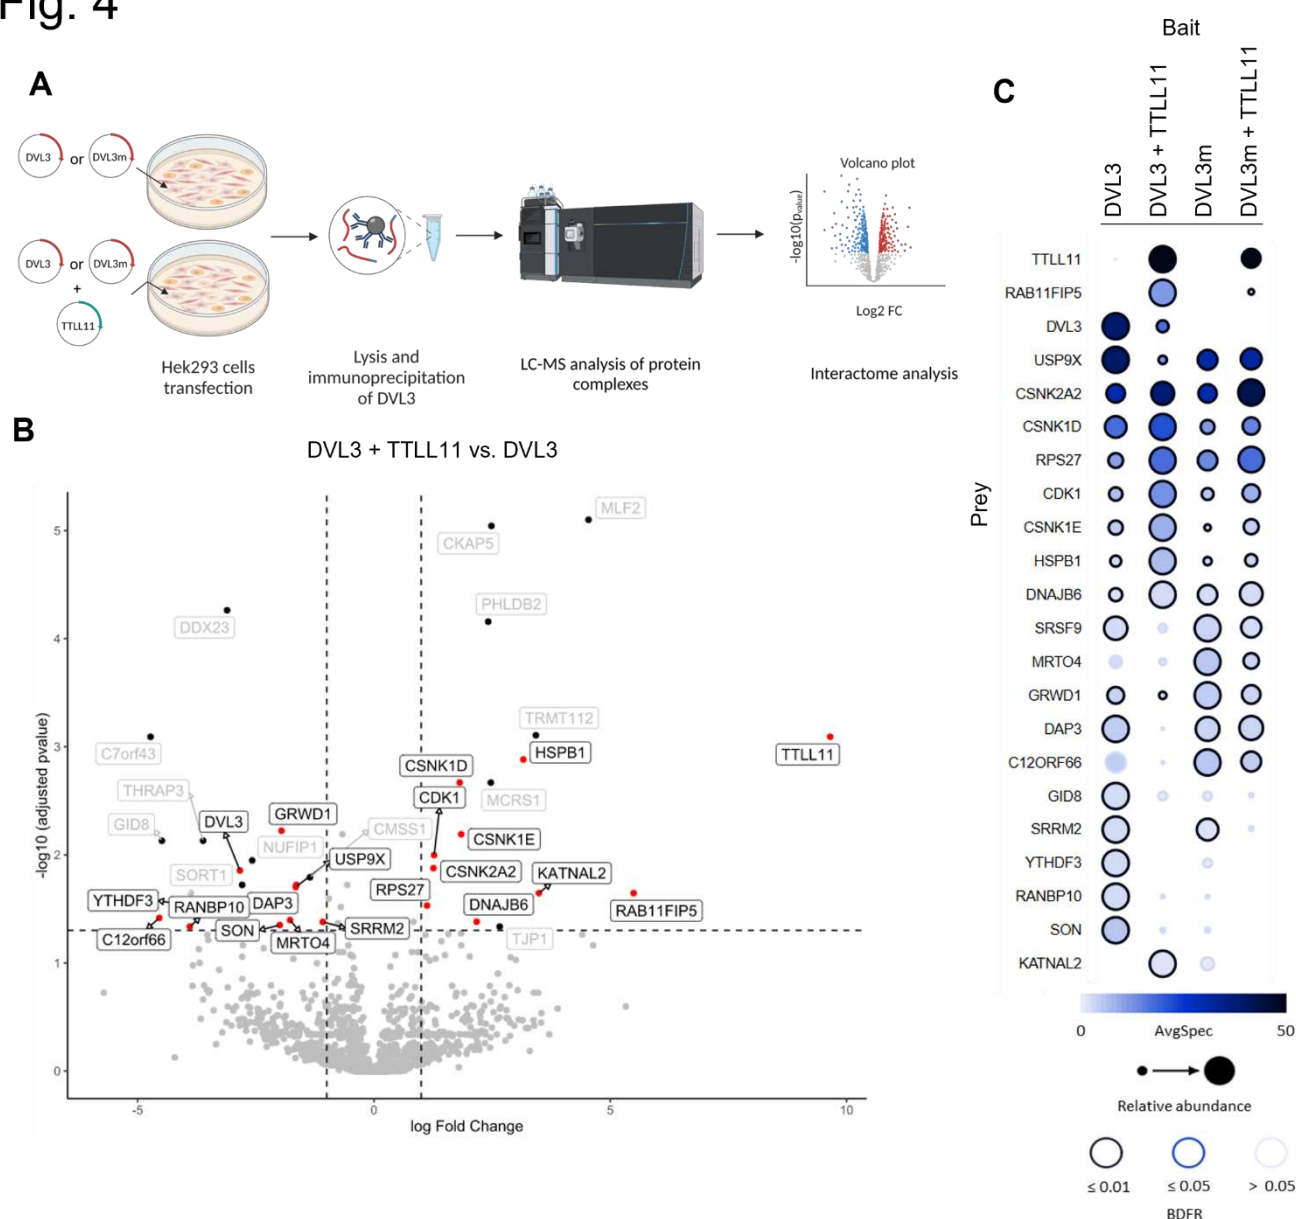 Fig. 4
A
DVL3
or
DVL3m
DVL3
or
DVL3m
+
TTLL11
Hek293 cells
transfection
Lysis and
immunoprecipitation
of DVL3
LC-MS analysis of protein
complexes
Volcano plot
-log10(pvalue)
Log2 FC
Interactome analysis
B
DVL3 + TTLL11 vs. DVL3
-log10 (adjusted pvalue)
5
4
3
2
1
0
-5
0
5
10
log Fold Change
MLF2
CKAP5
PHLDB2
DDX23
TRMT112
HSPB1
TTLL11
C7orf43
CSNK1D
MCRS1
THRAP3
CDK1
GRWD1
DVL3
GID8
CMSS1
NUFIP1
CSNK1E
USP9X
SORT1
CSNK2A2
KATNAL2
RPS27
YTHDF3
RANBP10
DAP3
DNAJB6
RAB11FIP5
C12orf66
SON
MRTO4
SRRM2
TJP1
C
Bait
DVL3
DVL3 + TTLL11
DVL3m
DVL3m + TTLL11
Prey
TTLL11
RAB11FIP5
DVL3
USP9X
CSNK2A2
CSNK1D
RPS27
CDK1
CSNK1E
HSPB1
DNAJB6
SRSF9
MRTO4
GRWD1
DAP3
C12ORF66
GID8
SRRM2
YTHDF3
RANBP10
SON
KATNAL2
0
AvgSpec
50
Relative abundance
≤ 0.01
≤ 0.05
> 0.05
BDFR